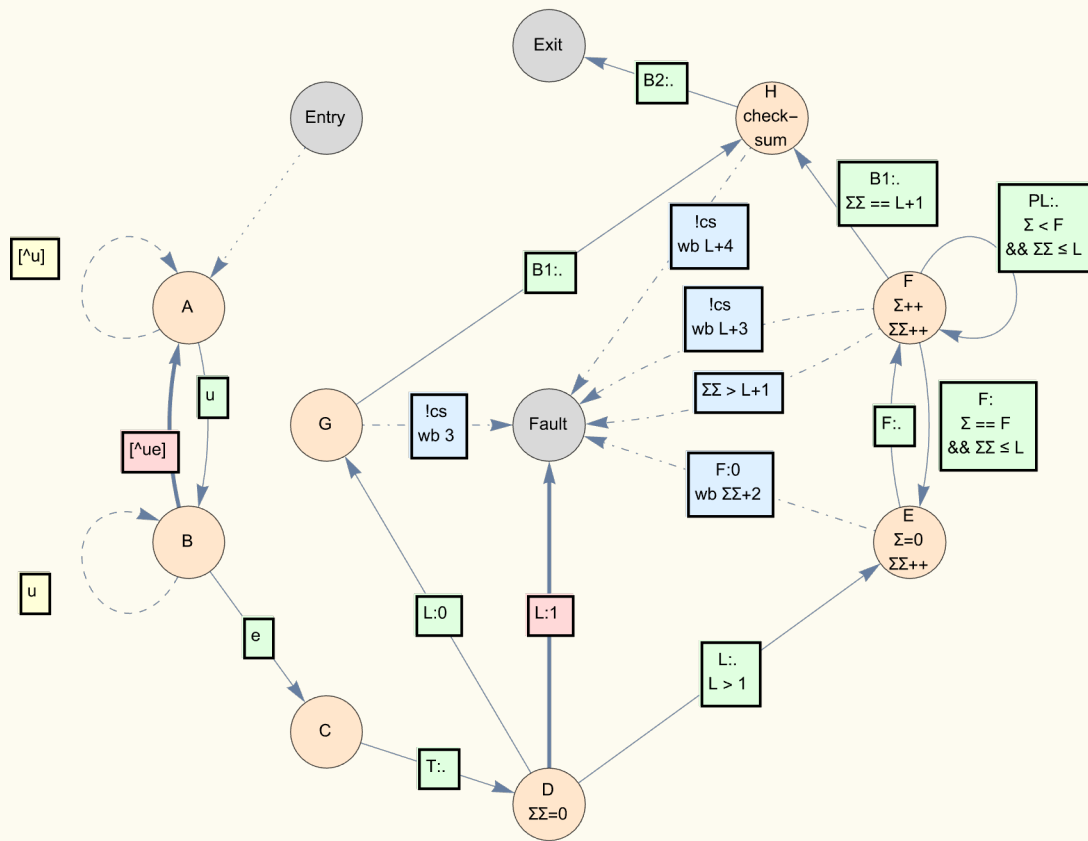 Exit
B2:.
H
check–
sum
Entry
B1:.
ΣΣ == L+1
PL:.
Σ < F
&& ΣΣ ≤ L
!cs
wb L+4
[^u]
B1:.
A
F
Σ++
ΣΣ++
!cs
wb L+3
u
ΣΣ > L+1
G
!cs
wb 3
Fault
F:.
F:
Σ == F
&& ΣΣ ≤ L
[^ue]
F:0
wb ΣΣ+2
B
E
Σ=0
ΣΣ++
u
e
L:0
L:1
L:.
L > 1
C
T:.
D
ΣΣ=0